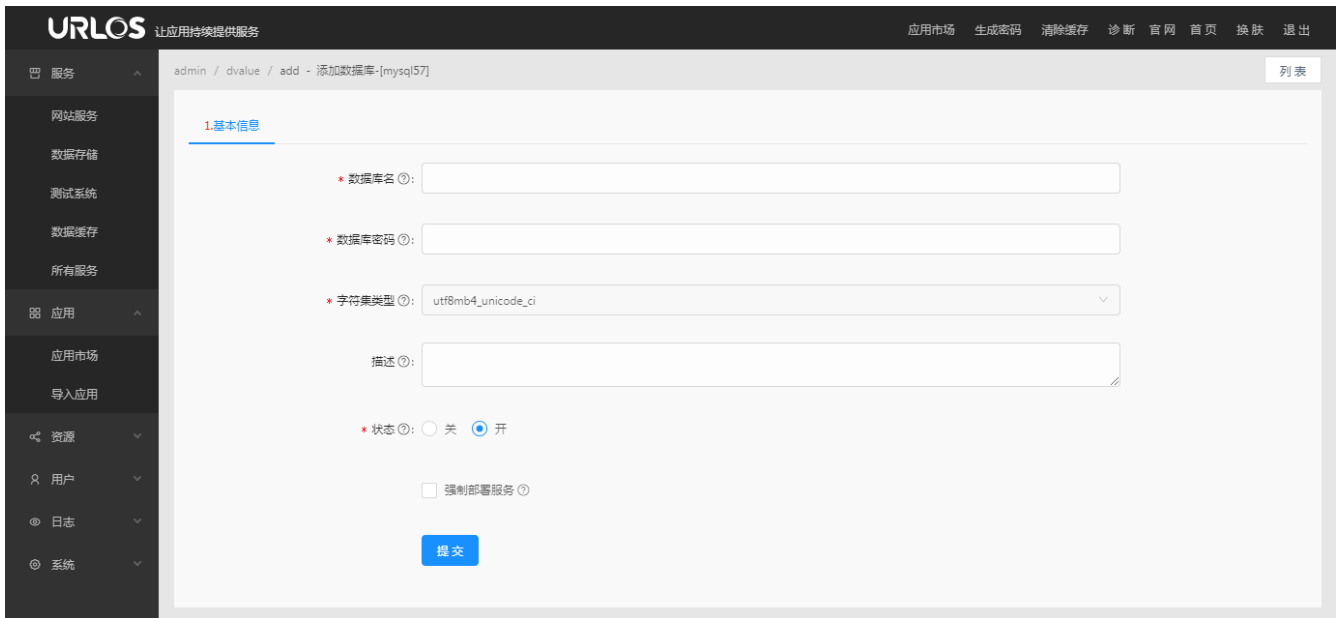 URLOS 让应用持续提供服务 应用市场 生成密码 清除缓存 诊断 官网 首页 换肤 退出
服务
admin / dvalue / add - 添加数据库-[mysql57] 列表
网站服务
1.基本信息
数据存储
* 数据库名 ?:
测试系统
数据缓存
* 数据库密码 ?:
所有服务
* 字符集类型 ?: utf8mb4_unicode_ci
应用
应用市场
描述 ?:
导入应用
* 状态 ?: 关 开
资源
用户
强制部署服务 ?
日志
提交
系统